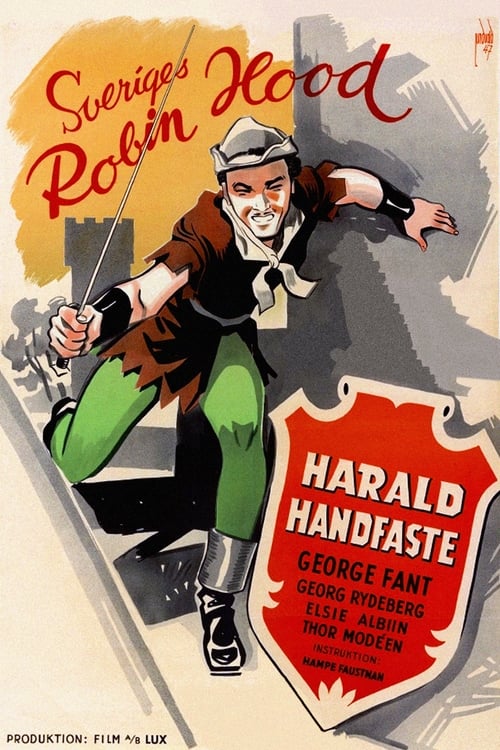 Sveriges
Robin Hood
HARALD
HANDFASTE
GEORGE FANT
GEORG RYDEBERG
ELSIE ALBIIN
THOR MODÉEN
INSTRUKTION:
HAMPE FAUSTMAN
PRODUKTION: FILM A/B LUX